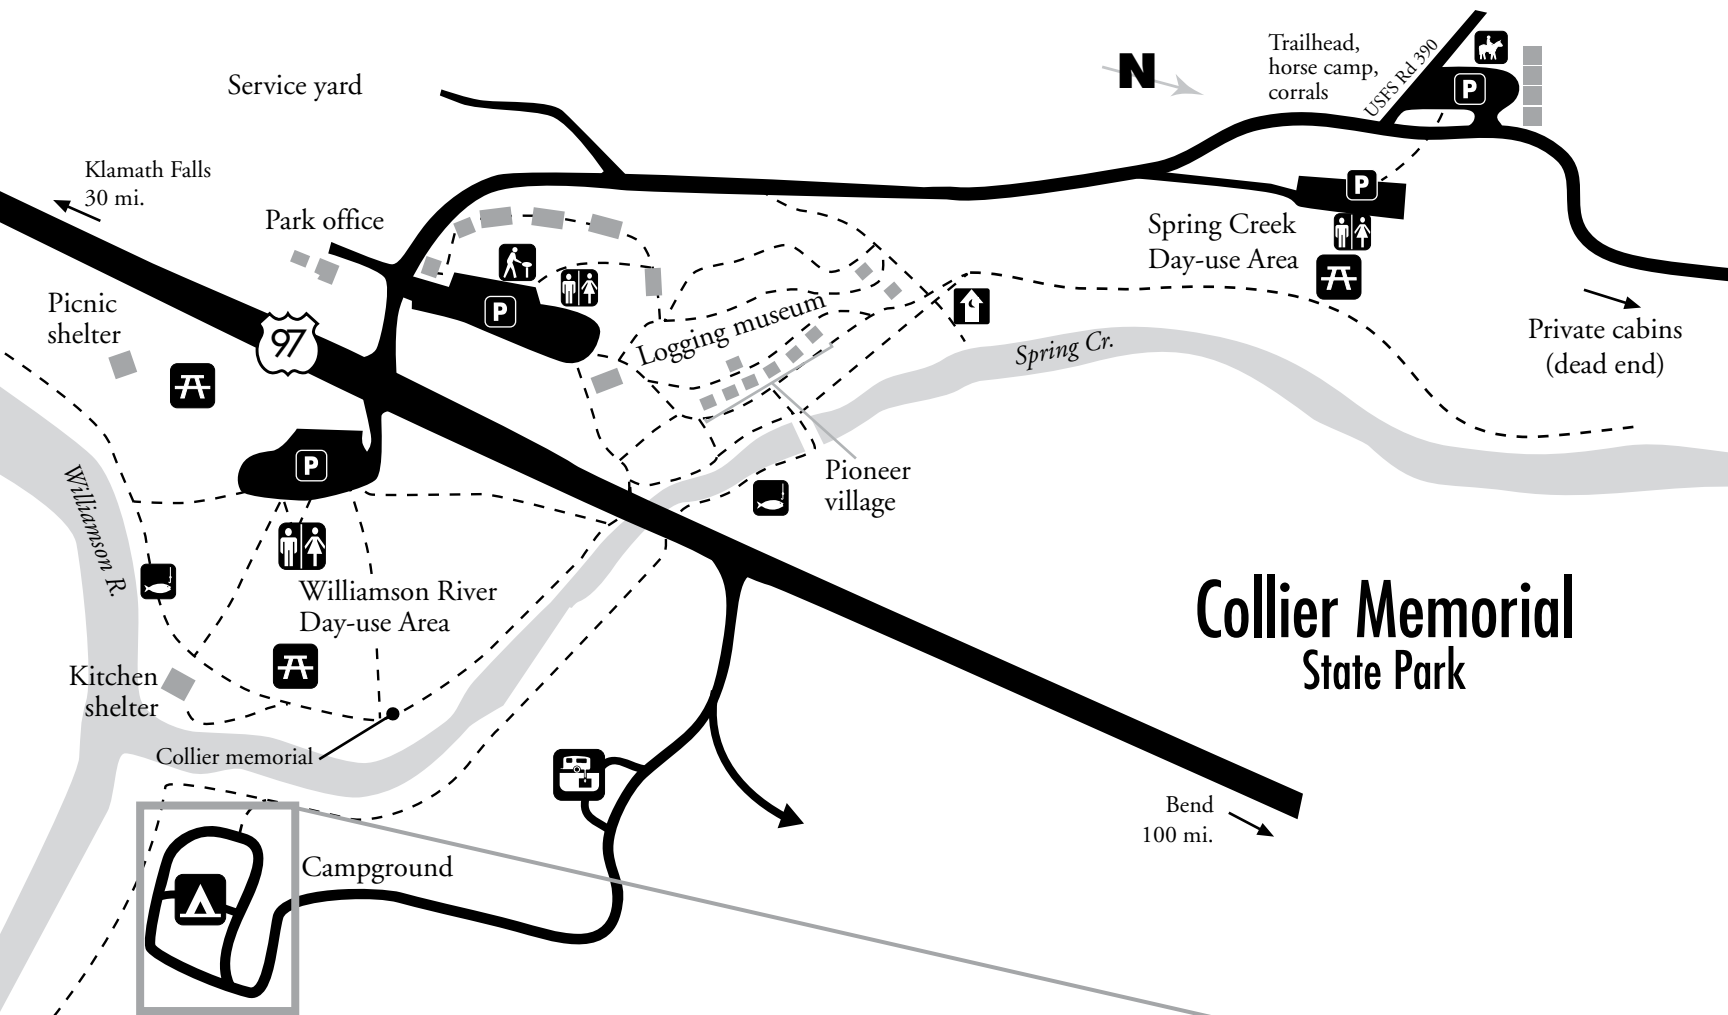 Service yard
N
Trailhead,
horse camp,
corrals
USFS Rd 390
P
Klamath Falls
30 mi.
Park office
P
Spring Creek
Day-use Area
Picnic
shelter
97
P
Logging museum
Spring Cr.
Private cabins
(dead end)
P
Pioneer
village
Williamson R.
Williamson River
Day-use Area
Collier Memorial
State Park
Kitchen
shelter
Collier memorial
Bend
100 mi.
Campground